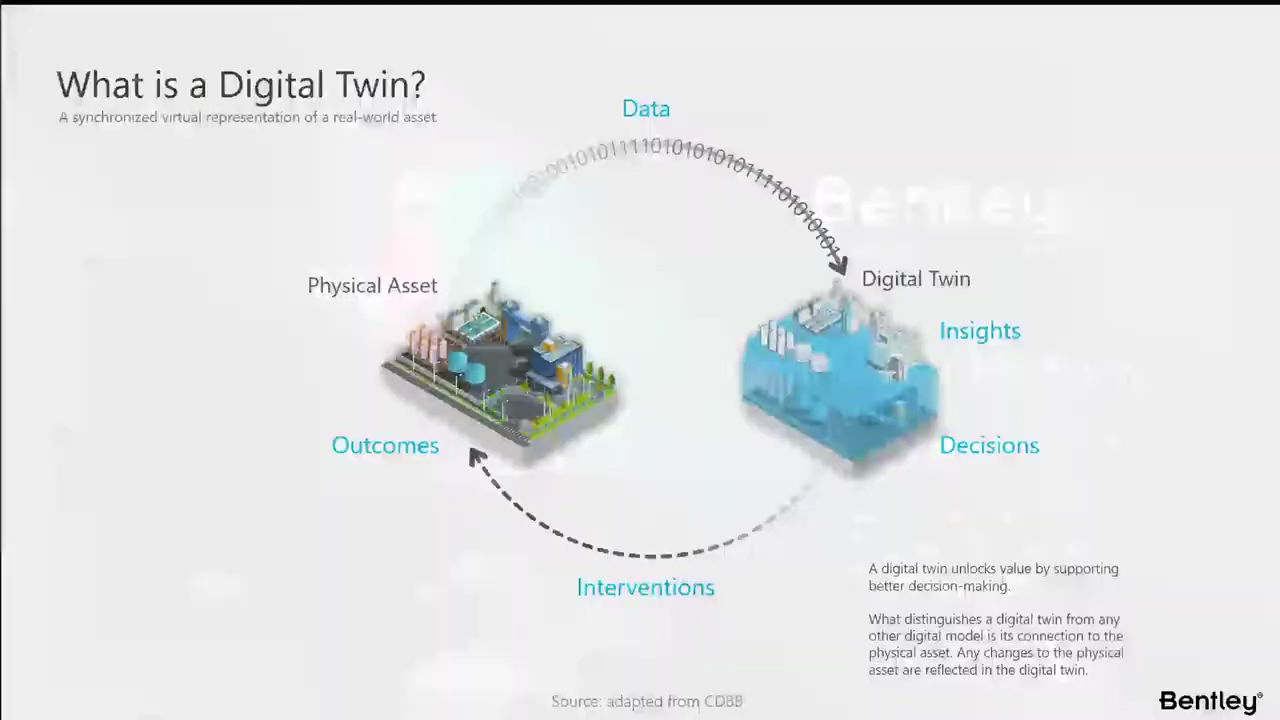 What is a Digital Twin?
A synchronized virtual representation of a real-world asset
Data
Bentley
Physical Asset
Digital Twin
Insights
Outcomes
Decisions
Interventions
A digital twin unlocks value by supporting
better decision-making.
What distinguishes a digital twin from any
other digital model is its connection to the
physical asset. Any changes to the physical
asset are reflected in the digital twin.
Source: adapted from CDBB
Bentley®